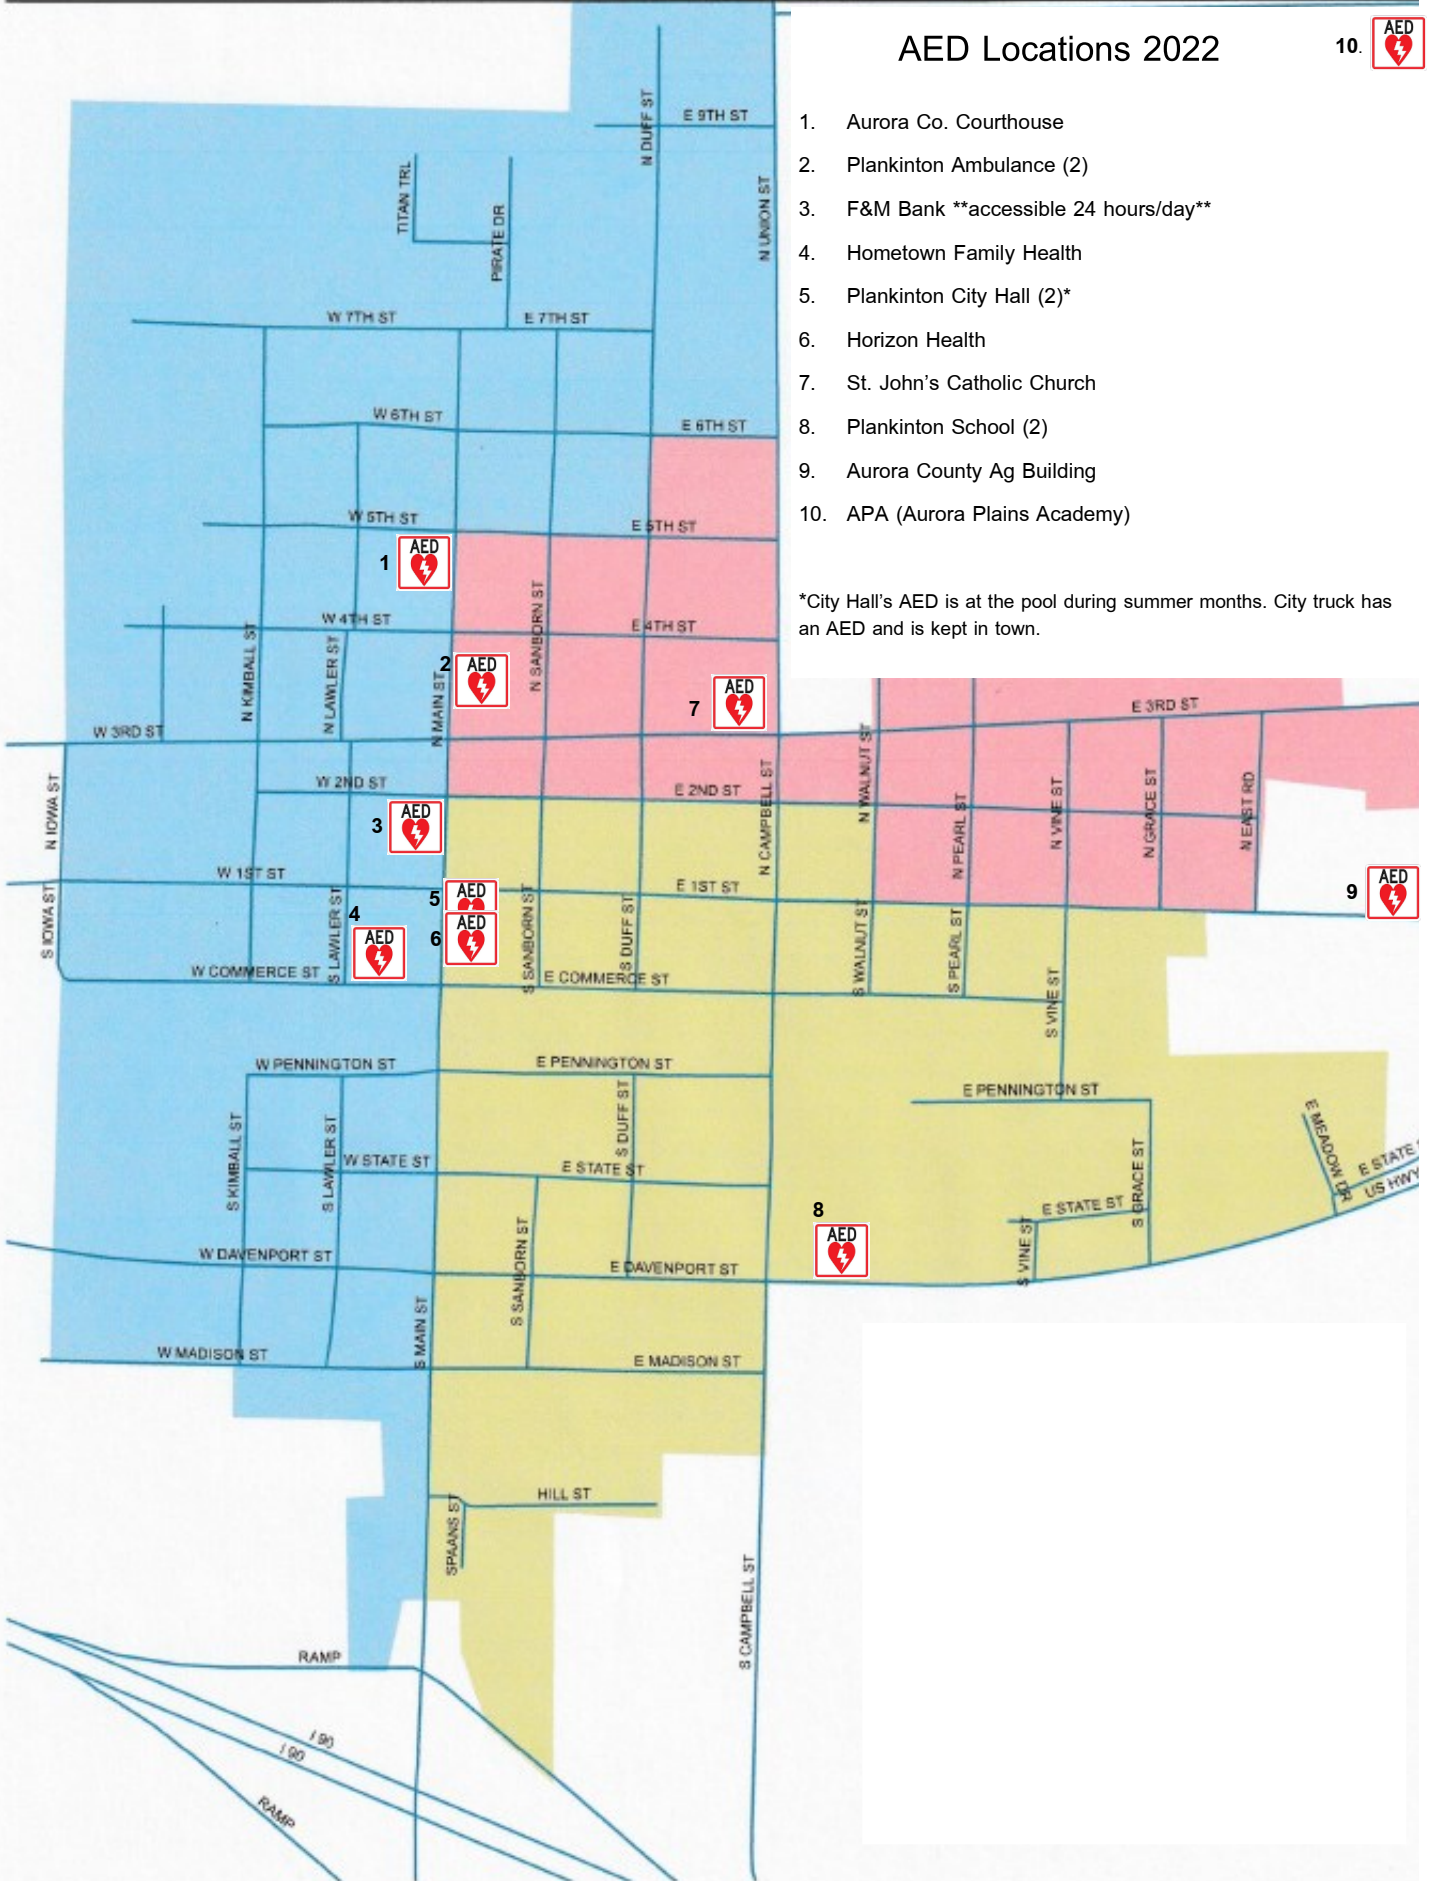 AED Locations 2022
10.
AED
1. Aurora Co. Courthouse
2. Plankinton Ambulance (2)
3. F&M Bank **accessible 24 hours/day**
4. Hometown Family Health
5. Plankinton City Hall (2)*
6. Horizon Health
7. St. John’s Catholic Church
8. Plankinton School (2)
9. Aurora County Ag Building
10. APA (Aurora Plains Academy)
*City Hall’s AED is at the pool during summer months. City truck has
an AED and is kept in town.
N DUFF ST
E 9TH ST
TITAN TRL
PIRATE DR
N UNION ST
W 7TH ST
E 7TH ST
W 6TH ST
E 6TH ST
W 5TH ST
E 5TH ST
1
AED
N SANBORN ST
W 4TH ST
E 4TH ST
N KIMBALL ST
N LAWLER ST
N MAIN ST
2
AED
7
AED
E 3RD ST
W 3RD ST
N WALNUT ST
W 2ND ST
E 2ND ST
N IOWA ST
N CAMPBELL ST
N PEARL ST
N VINE ST
N GRACE ST
N EAST RD
3
AED
W 1ST ST
E 1ST ST
9
AED
S IOWA ST
S LAWLER ST
4
AED
5
AED
6
AED
S SANBORN ST
S DUFF ST
S WALNUT ST
S PEARL ST
W COMMERCE ST
E COMMERCE ST
S VINE ST
W PENNINGTON ST
E PENNINGTON ST
E PENNINGTON ST
S KIMBALL ST
S LAWLER ST
S DUFF ST
W STATE ST
E STATE ST
S GRACE ST
E MEADOW DR
E STATE
US HWY
8
AED
E STATE ST
S VINE ST
W DAVENPORT ST
E DAVENPORT ST
S SANBORN ST
S MAIN ST
W MADISON ST
E MADISON ST
HILL ST
SPAANS ST
S CAMPBELL ST
RAMP
I 90
I 90
RAMP